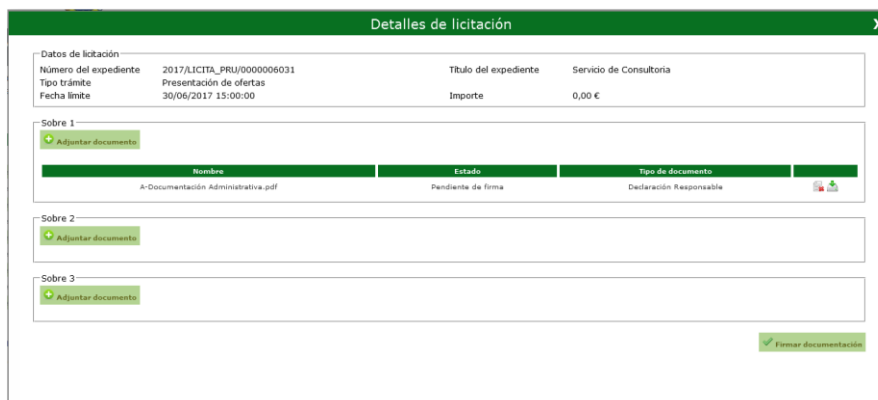 Detalles de licitación
Datos de licitación
Número del expediente 2017/LICITA_PRU/0000006031 Título del expediente Servicio de Consultoria
Tipo trámite Presentación de ofertas
Fecha límite 30/06/2017 15:00:00 Importe 0,00 €
Sobre 1
Adjuntar documento
Nombre Estado Tipo de documento
A-Documentación Administrativa.pdf Pendiente de firma Declaración Responsable
Sobre 2
Adjuntar documento
Sobre 3
Adjuntar documento
Firmar documentación